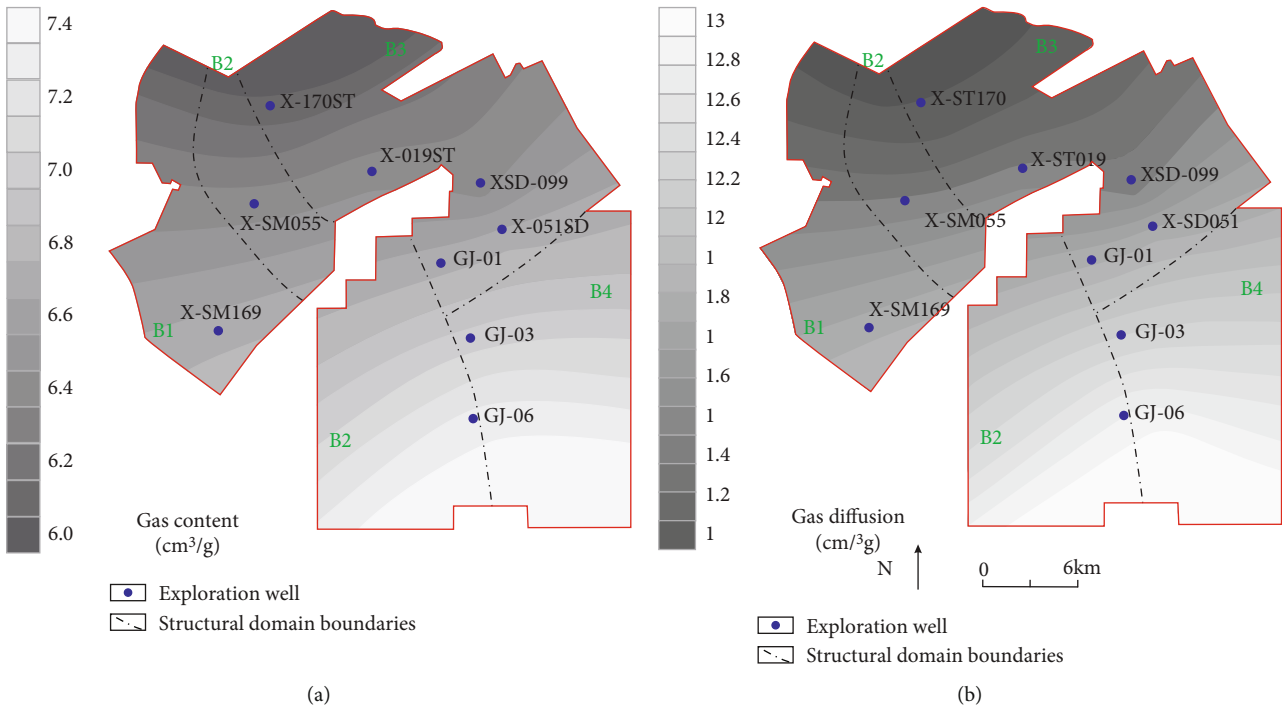 7.4
7.2
7.0
6.8
6.6
6.4
6.2
6.0
B2
B3
X-170ST
X-019ST
XSD-099
X-SM055
X-051SD
GJ-01
B4
X-SM169
B1
GJ-03
GJ-06
B2
Gas content
(cm³/g)
Exploration well
Structural domain boundaries
(a)
13
12.8
12.6
12.4
12.2
12
1
1.8
1
1.6
1
1.4
1.2
1
B2
B3
X-ST170
X-ST019
XSD-099
X-SM055
X-SD051
GJ-01
B4
X-SM169
B1
GJ-03
GJ-06
B2
Gas diffusion
(cm/³g)
N
0 6km
Exploration well
Structural domain boundaries
(b)